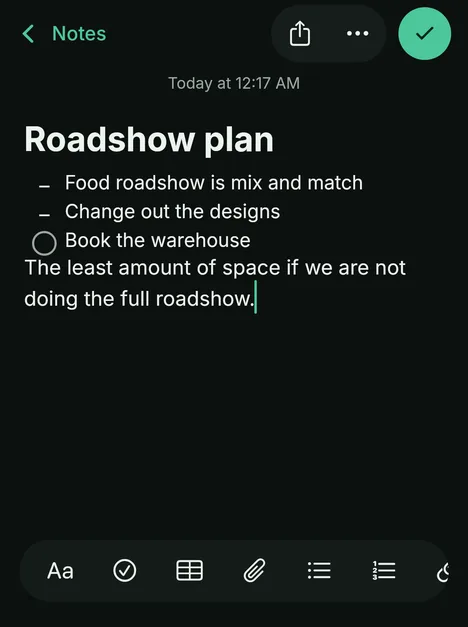 Notes
Today at 12:17 AM
Roadshow plan
– Food roadshow is mix and match
– Change out the designs
Book the warehouse
The least amount of space if we are not
doing the full roadshow.
Aa